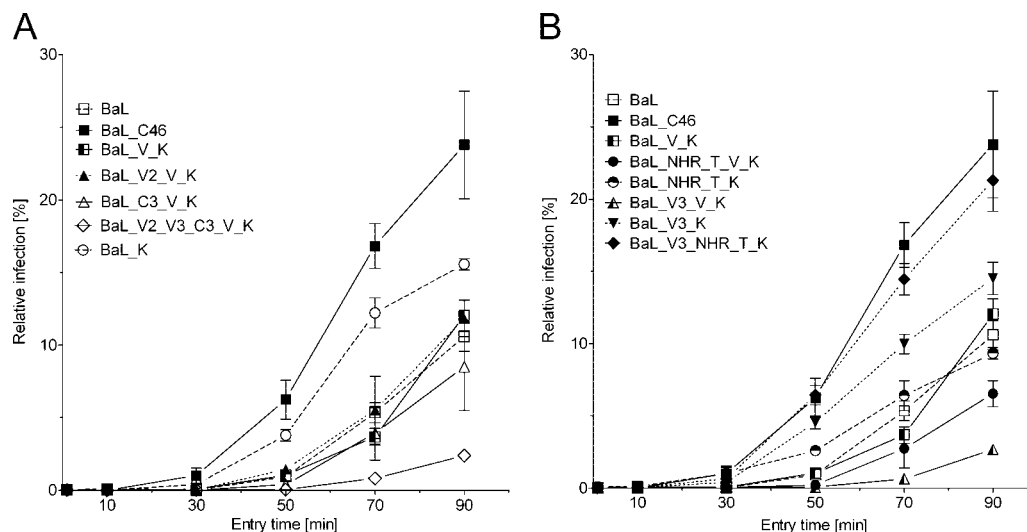 A
30
20
10
0
Relative infection [%]
BaL
BaL_C46
BaL_V_K
BaL_V2_V_K
BaL_C3_V_K
BaL_V2_V3_C3_V_K
BaL_K
10
30
50
70
90
Entry time [min]
B
30
20
10
0
Relative infection [%]
BaL
BaL_C46
BaL_V_K
BaL_NHR_T_V_K
BaL_NHR_T_K
BaL_V3_V_K
BaL_V3_K
BaL_V3_NHR_T_K
10
30
50
70
90
Entry time [min]